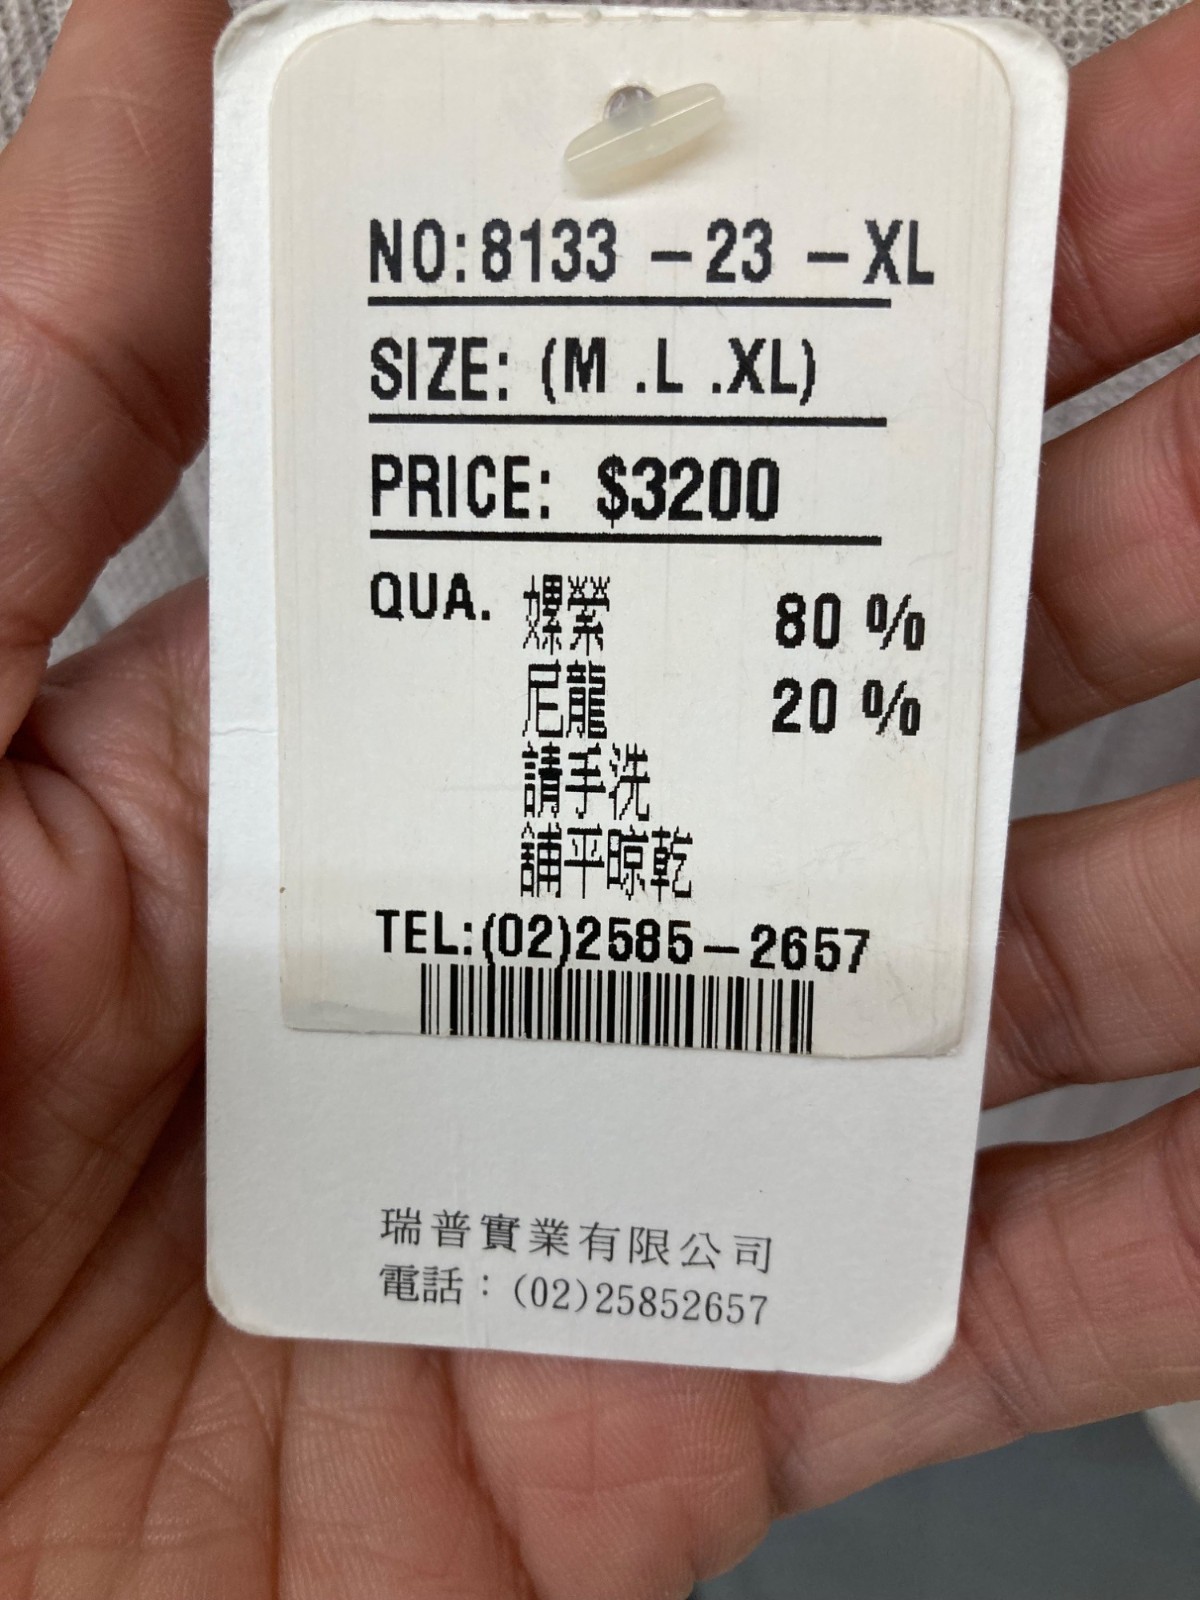 NO:8133 -23 -XL
SIZE: (M .L .XL)
PRICE: $3200
QUA. 嫘縈 80 %
尼龍 20 %
請手洗
舖平晾乾
TEL:(02)2585-2657
瑞普實業有限公司
電話：(02)25852657